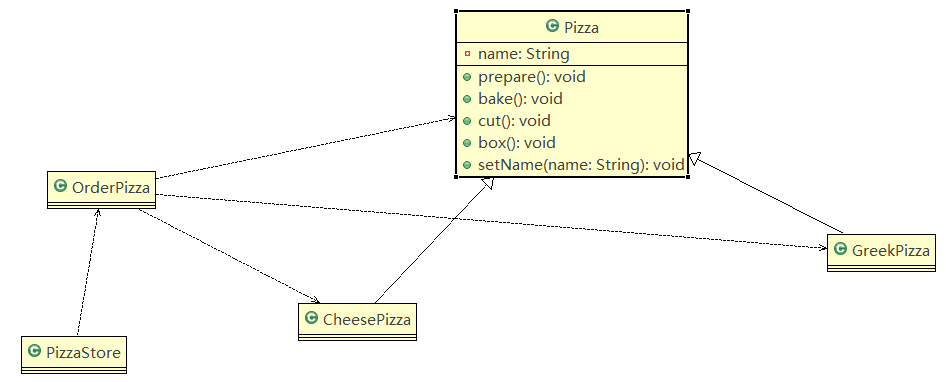 Pizza
name: String
prepare(): void
bake(): void
cut(): void
box(): void
setName(name: String): void
OrderPizza
GreekPizza
CheesePizza
PizzaStore